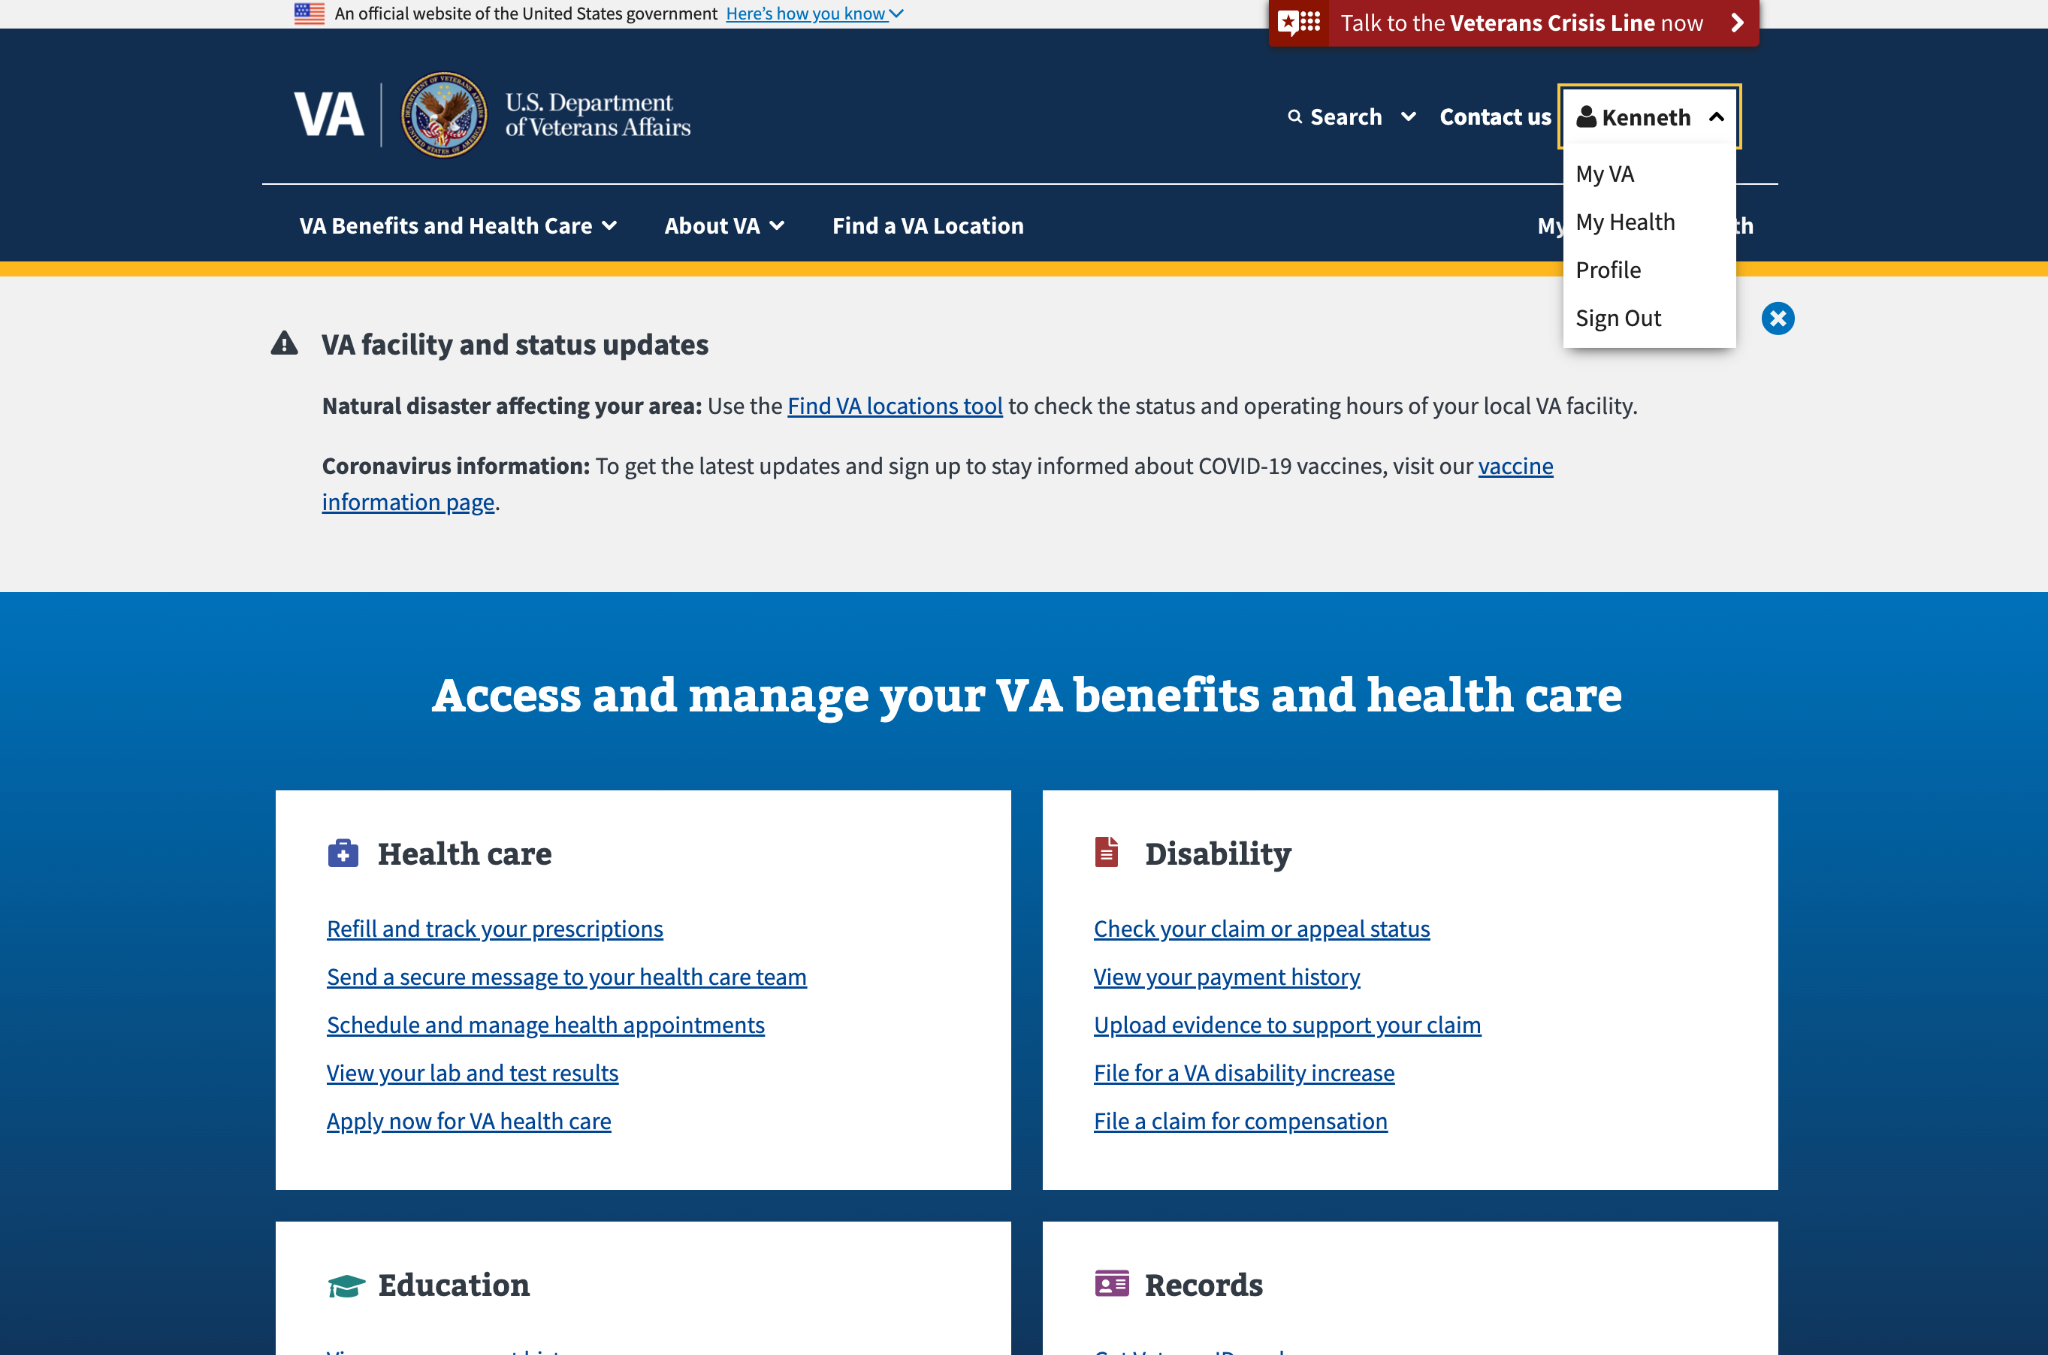 An official website of the United States government Here's how you know
Talk to the Veterans Crisis Line now
VA
U.S. Department
of Veterans Affairs
Search
Contact us
Kenneth
My VA
My Health
Profile
Sign Out
VA Benefits and Health Care
About VA
Find a VA Location
VA facility and status updates
Natural disaster affecting your area: Use the Find VA locations tool to check the status and operating hours of your local VA facility.
Coronavirus information: To get the latest updates and sign up to stay informed about COVID-19 vaccines, visit our vaccine
information page.
Access and manage your VA benefits and health care
Health care
Refill and track your prescriptions
Send a secure message to your health care team
Schedule and manage health appointments
View your lab and test results
Apply now for VA health care
Disability
Check your claim or appeal status
View your payment history
Upload evidence to support your claim
File for a VA disability increase
File a claim for compensation
Education
Records